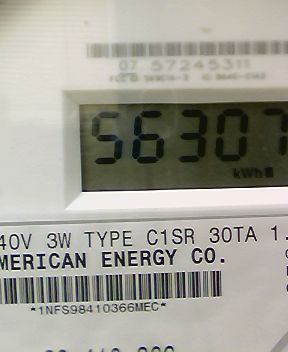 07 57245311
56307
kWh
40V 3W TYPE C1SR 30TA 1.
MERICAN ENERGY CO.
*1NFS98410366MEC*